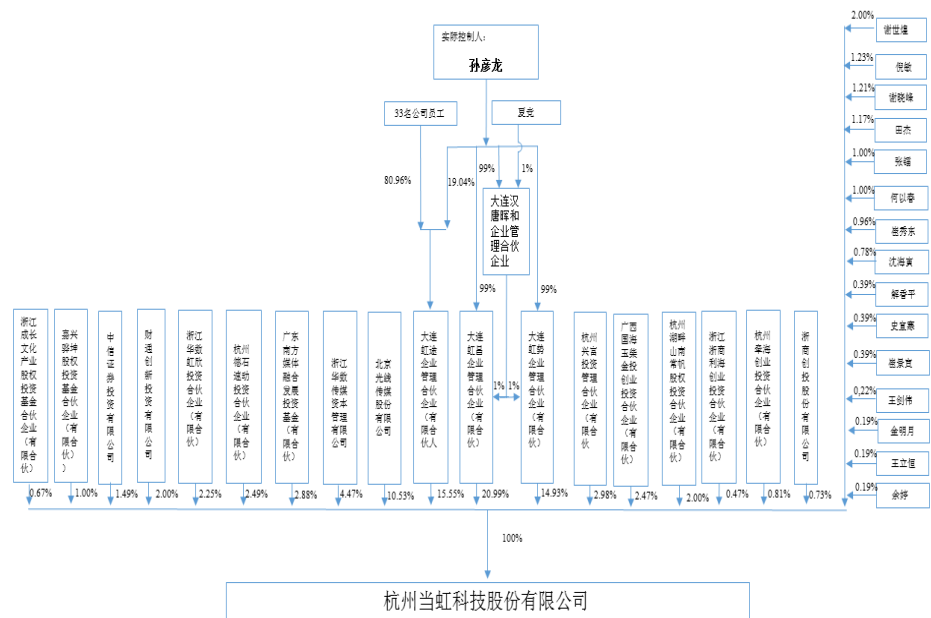 2.00%
谢世煌
实际控制人：
孙彦龙
1.23%
倪敏
1.21%
谢晓峰
33名公司员工
夏竞
1.17%
田杰
1.00%
张镭
80.96%
19.04%
99%
1%
大连汉
唐晖和
企业管
理合伙
企业
1.00%
何以春
0.96%
崔秀东
0.78%
沈海寅
99%
99%
0.39%
解香平
0.39%
0.39%
崔景贡
1%
1%
0.22%
王剑伟
0.19%
金明月
0.19%
王立恒
0.19%
余婷
浙江
成长
文化
产业
股权
投资
基金
合伙
企业
（有
限合
伙）
嘉兴
骅坤
股权
投资
基金
合伙
企业
（有
限合
伙）
）
中
信
证
券
投
资
有
限
公
司
财
通
创
新
投
资
有
限
公
司
浙江
华数
虹欣
投资
合伙
企业
（有
限合
伙）
杭州
德石
速动
投资
合伙
企业
（有
限合
伙）
广东
南方
媒体
融合
发展
投资
基金
（有
限合
伙）
浙江
华数
传媒
资本
管理
有限
公司
北京
光线
传媒
股份
有限
公司
大连
虹途
企业
管理
合伙
企业
（有
限合
伙人
大连
虹昌
企业
管理
合伙
企业
（有
限合
伙）
大连
虹势
企业
管理
合伙
企业
（有
限合
伙）
杭州
兴言
投资
管理
合伙
企业
（有
限合
伙
广西
国海
玉柴
金投
创业
投资
合伙
企业
（有
限合
伙）
杭州
湖畔
山南
常帆
股权
投资
合伙
企业
（有
限合
伙）
浙江
浙商
利海
创业
投资
合伙
企业
（有
限合
伙）
杭州
牵海
创业
投资
合伙
企业
（有
限合
伙）
浙
商
创
投
股
份
有
限
公
司
0.67%
1.00%
1.49%
2.00%
2.25%
2.49%
2.88%
4.47%
10.53%
15.55%
20.99%
14.93%
2.98%
2.47%
2.00%
0.47%
0.81%
0.73%
100%
杭州当虹科技股份有限公司